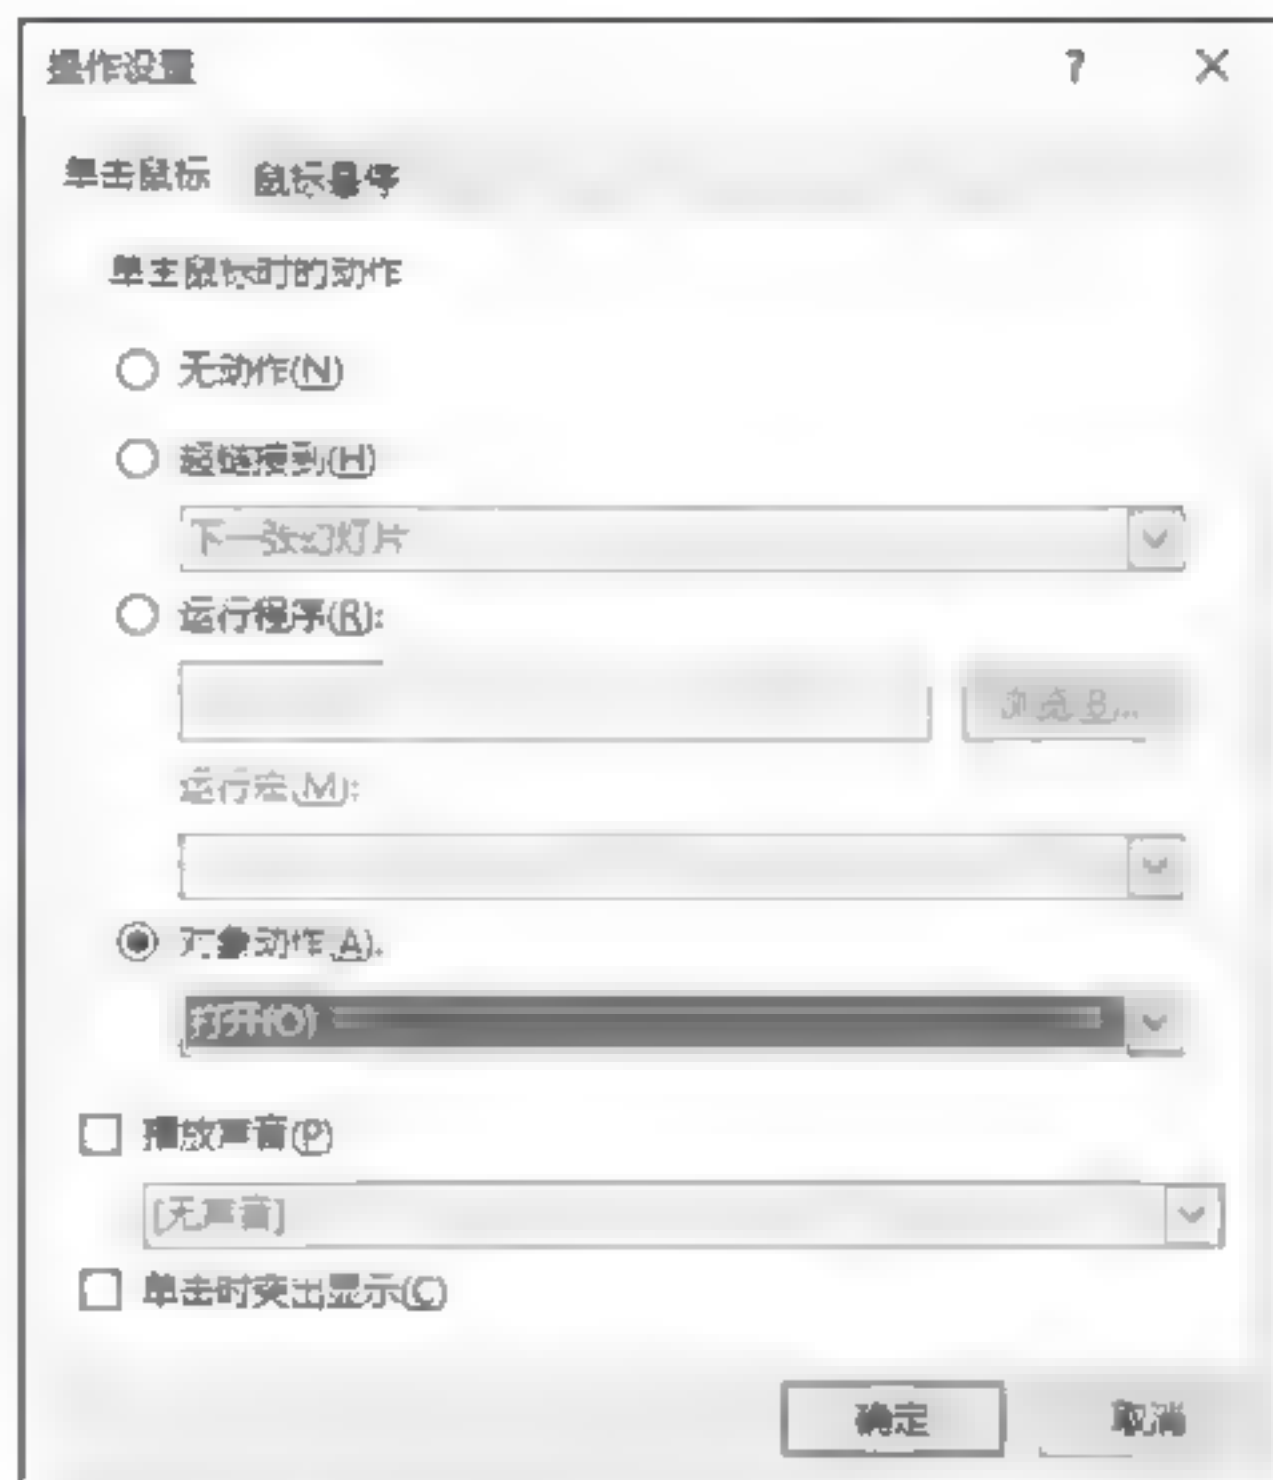 操作设置 ? ×
单击鼠标 鼠标悬停
单击鼠标时的动作
无动作(N)
超链接到(H)
下一张幻灯片
运行程序(R):
浏览(B)...
运行宏(M):
对象动作(A):
打开(O)
播放声音(P)
[无声音]
单击时突出显示(C)
确定 取消